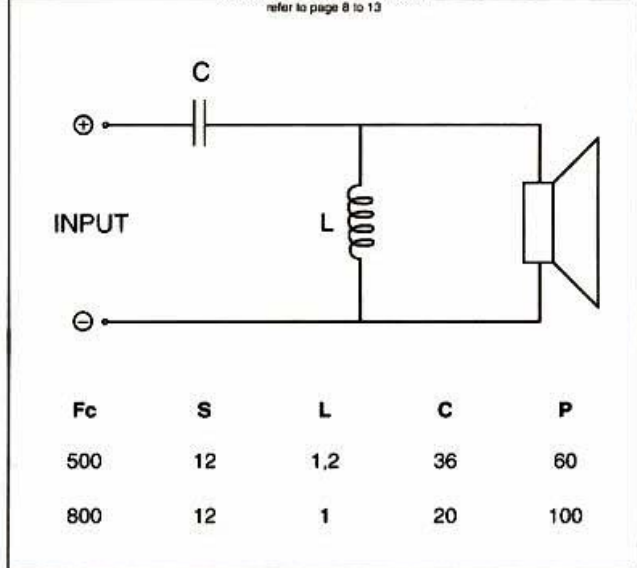 refer to page 8 to 13
C
⊕
INPUT
L
⊖
Fc S L C P
500 12 1,2 36 60
800 12 1 20 100